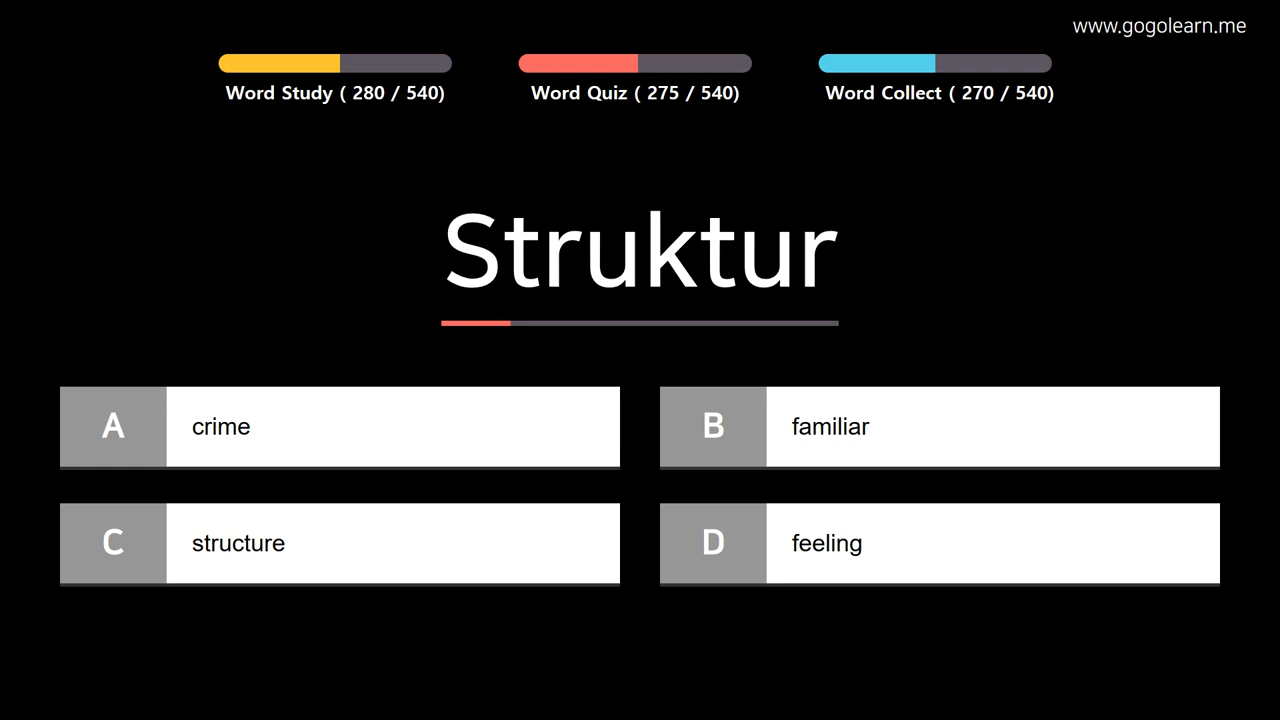 www.gogolearn.me
Word Study ( 280 / 540)
Word Quiz ( 275 / 540)
Word Collect ( 270 / 540)
Struktur
A crime
B familiar
C structure
D feeling